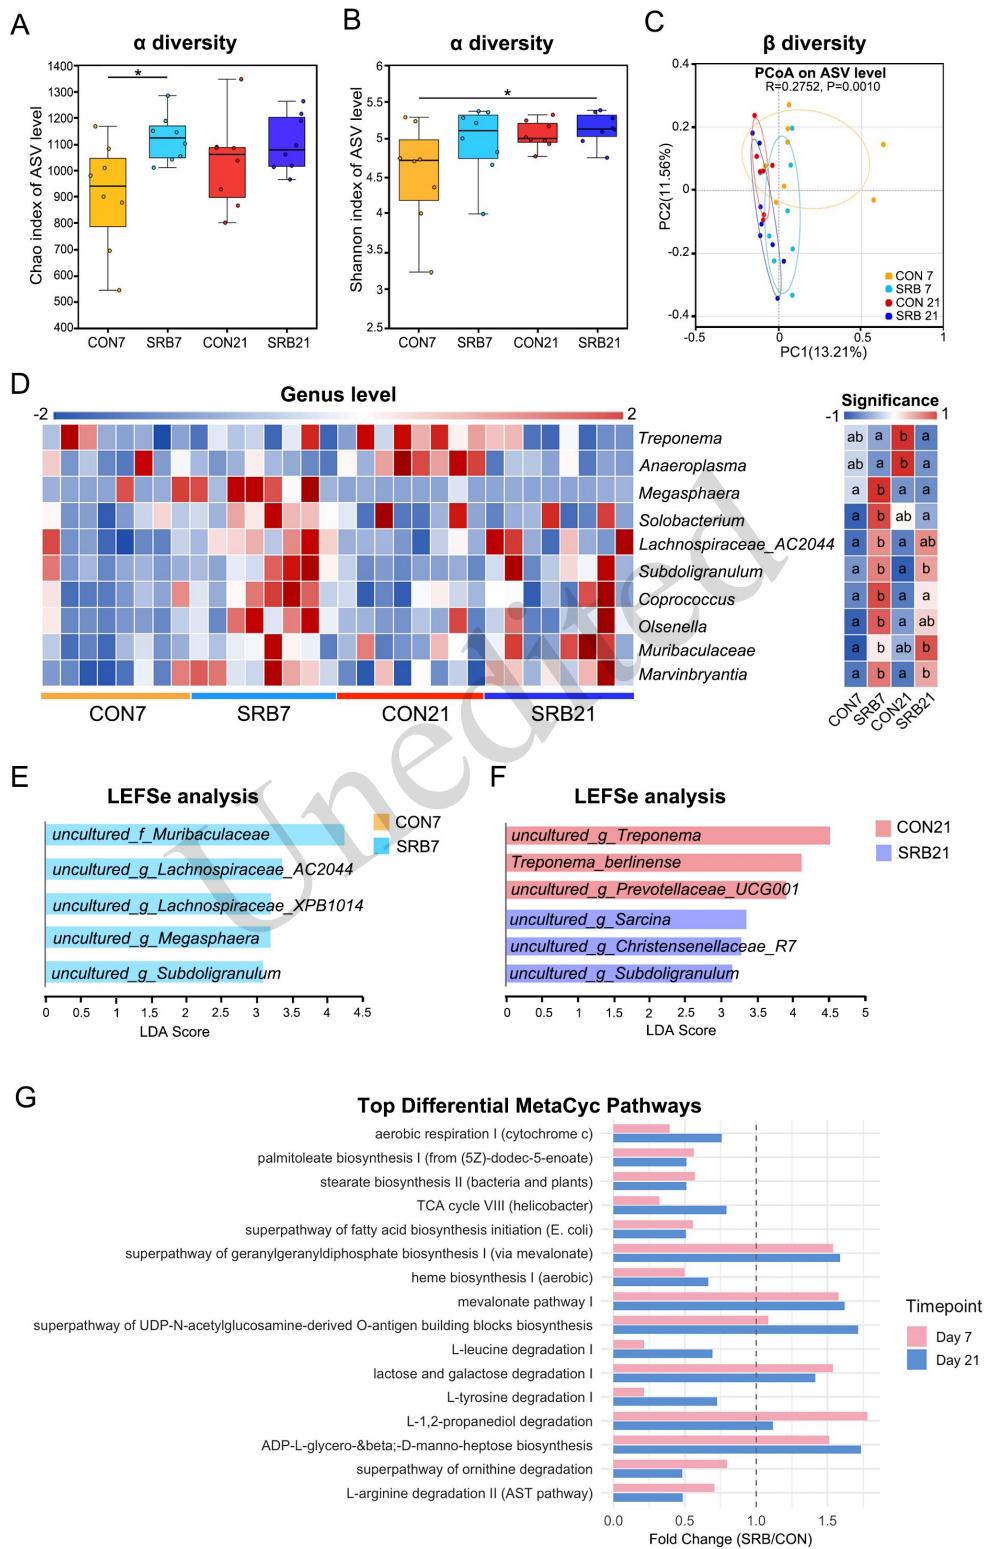 A
α diversity
Chao index of ASV level
1400
1300
1200
1100
1000
900
800
700
600
500
400
*
CON7
SRB7
CON21
SRB21
B
α diversity
Shannon index of ASV level
6
5.5
5
4.5
4
3.5
3
2.5
*
CON7
SRB7
CON21
SRB21
C
β diversity
PCoA on ASV level
R=0.2752, P=0.0010
PC2(11.56%)
0.4
0.2
0
-0.2
-0.4
-0.5
0
0.5
1
PC1(13.21%)
CON 7
SRB 7
CON 21
SRB 21
D
Genus level
-2
2
Treponema
Anaeroplasma
Megasphaera
Solobacterium
Lachnospiraceae_AC2044
Subdoligranulum
Coprococcus
Olsenella
Muribaculaceae
Marvinbryantia
CON7
SRB7
CON21
SRB21
Significance
-1
1
ab a b a
ab a b a
a b a a
a b ab a
a b a ab
a b a b
a b a a
a b a ab
a b ab b
a b a b
CON7
SRB7
CON21
SRB21
Unedited
E
LEFSe analysis
uncultured_f_Muribaculaceae
uncultured_g_Lachnospiraceae_AC2044
uncultured_g_Lachnospiraceae_XPB1014
uncultured_g_Megasphaera
uncultured_g_Subdoligranulum
0 0.5 1 1.5 2 2.5 3 3.5 4 4.5
LDA Score
CON7
SRB7
F
LEFSe analysis
uncultured_g_Treponema
Treponema_berlinense
uncultured_g_Prevotellaceae_UCG001
uncultured_g_Sarcina
uncultured_g_Christensenellaceae_R7
uncultured_g_Subdoligranulum
0 0.5 1 1.5 2 2.5 3 3.5 4 4.5 5
LDA Score
CON21
SRB21
G
Top Differential MetaCyc Pathways
aerobic respiration I (cytochrome c)
palmitoleate biosynthesis I (from (5Z)-dodec-5-enoate)
stearate biosynthesis II (bacteria and plants)
TCA cycle VIII (helicobacter)
superpathway of fatty acid biosynthesis initiation (E. coli)
superpathway of geranylgeranyldiphosphate biosynthesis I (via mevalonate)
heme biosynthesis I (aerobic)
mevalonate pathway I
superpathway of UDP-N-acetylglucosamine-derived O-antigen building blocks biosynthesis
L-leucine degradation I
lactose and galactose degradation I
L-tyrosine degradation I
L-1,2-propanediol degradation
ADP-L-glycero-&beta;-D-manno-heptose biosynthesis
superpathway of ornithine degradation
L-arginine degradation II (AST pathway)
0.0 0.5 1.0 1.5
Fold Change (SRB/CON)
Timepoint
Day 7
Day 21